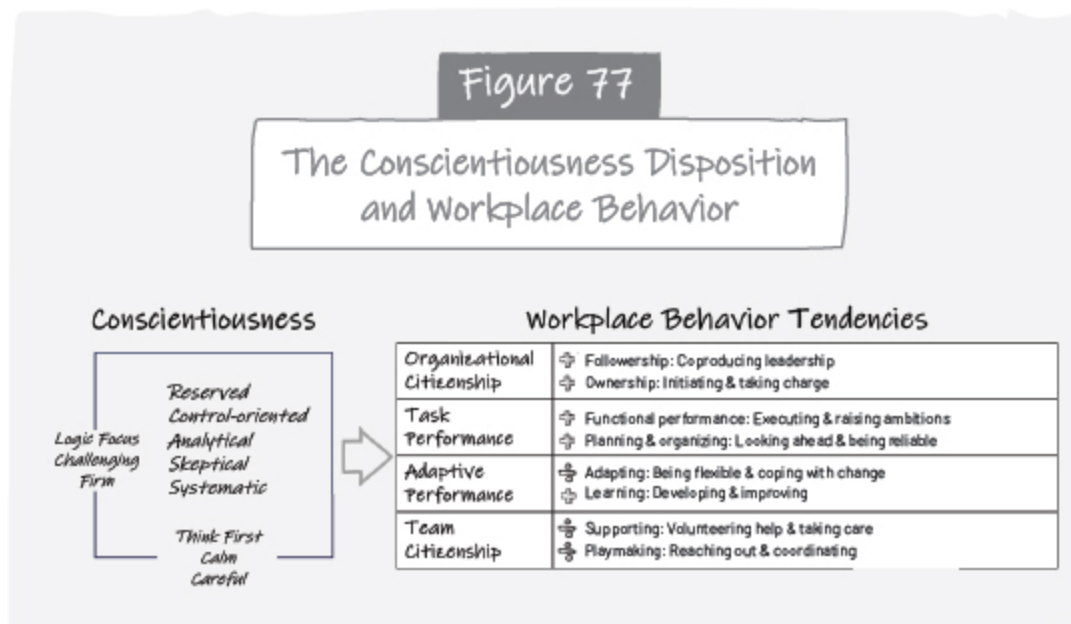 Figure 77
The Conscientiousness Disposition
and Workplace Behavior
Conscientiousness
Reserved
Control-oriented
Analytical
Skeptical
Systematic
Logic Focus
Challenging
Firm
Think First
Calm
Careful
Workplace Behavior Tendencies
Organizational
Citizenship
Followership: Coproducing leadership
Ownership: Initiating & taking charge
Task
Performance
Functional performance: Executing & raising ambitions
Planning & organizing: Looking ahead & being reliable
Adaptive
Performance
Adapting: Being flexible & coping with change
Learning: Developing & improving
Team
Citizenship
Supporting: Volunteering help & taking care
Playmaking: Reaching out & coordinating